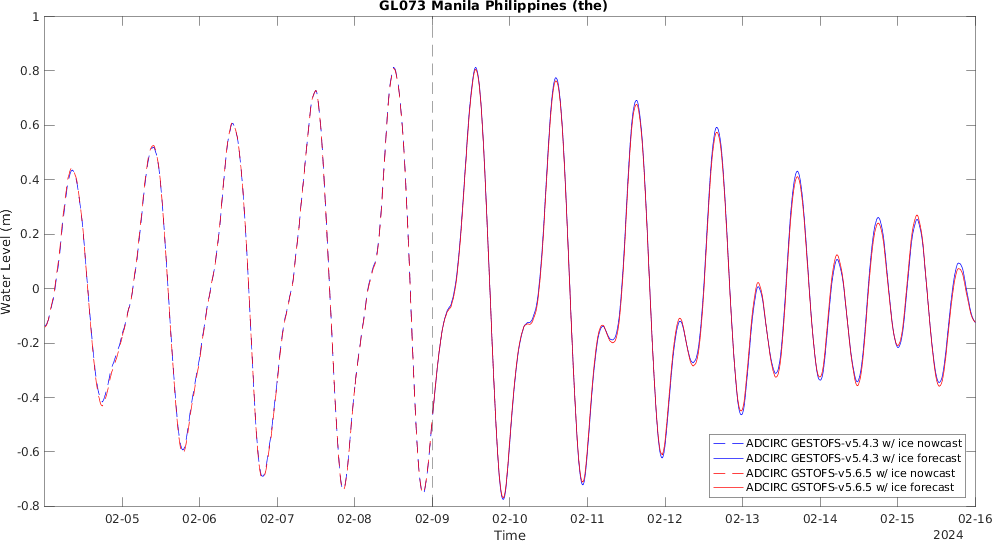 GL073 Manila Philippines (the)
1
0.8
0.6
0.4
0.2
0
-0.2
-0.4
-0.6
-0.8
Water Level (m)
ADCIRC GESTOFS-v5.4.3 w/ ice nowcast
ADCIRC GESTOFS-v5.4.3 w/ ice forecast
ADCIRC GSTOFS-v5.6.5 w/ ice nowcast
ADCIRC GSTOFS-v5.6.5 w/ ice forecast
02-05 02-06 02-07 02-08 02-09 02-10 02-11 02-12 02-13 02-14 02-15 02-16
Time
2024